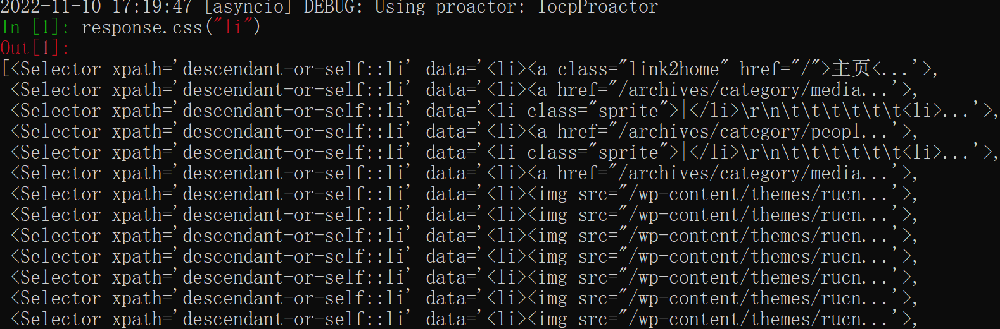 2022-11-10 17:19:47 [asyncio] DEBUG: Using proactor: IocpProactor
In [1]: response.css("li")
Out[1]:
[<Selector xpath='descendant-or-self::li' data='<li><a class="link2home" href="/">主页<...'>,
 <Selector xpath='descendant-or-self::li' data='<li><a href="/archives/category/media...'>,
 <Selector xpath='descendant-or-self::li' data='<li class="sprite">|</li>\r\n\t\t\t\t\t\t<li>...'>,
 <Selector xpath='descendant-or-self::li' data='<li><a href="/archives/category/peopl...'>,
 <Selector xpath='descendant-or-self::li' data='<li class="sprite">|</li>\r\n\t\t\t\t\t\t<li>...'>,
 <Selector xpath='descendant-or-self::li' data='<li><a href="/archives/category/media...'>,
 <Selector xpath='descendant-or-self::li' data='<li><img src="/wp-content/themes/rucn...'>,
 <Selector xpath='descendant-or-self::li' data='<li><img src="/wp-content/themes/rucn...'>,
 <Selector xpath='descendant-or-self::li' data='<li><img src="/wp-content/themes/rucn...'>,
 <Selector xpath='descendant-or-self::li' data='<li><img src="/wp-content/themes/rucn...'>,
 <Selector xpath='descendant-or-self::li' data='<li><img src="/wp-content/themes/rucn...'>,
 <Selector xpath='descendant-or-self::li' data='<li><img src="/wp-content/themes/rucn...'>,
 <Selector xpath='descendant-or-self::li' data='<li><img src="/wp-content/themes/rucn...'>,